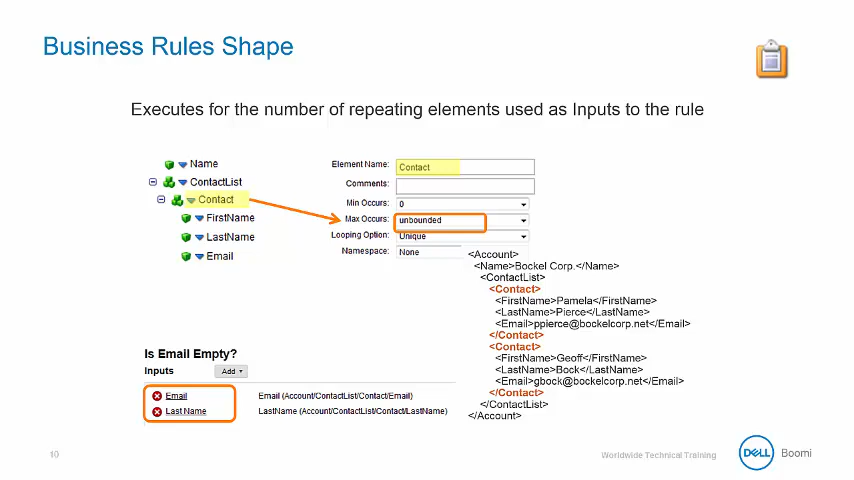 Business Rules Shape
Executes for the number of repeating elements used as Inputs to the rule
Name
ContactList
Contact
FirstName
LastName
Email
Element Name: Contact
Comments:
Min Occurs: 0
Max Occurs: unbounded
Looping Option: Unique
Namespace: None
<Account>
<Name>Bockel Corp.</Name>
<ContactList>
<Contact>
<FirstName>Pamela</FirstName>
<LastName>Pierce</LastName>
<Email>ppierce@bockelcorp.net</Email>
</Contact>
<Contact>
<FirstName>Geoff</FirstName>
<LastName>Bock</LastName>
<Email>gbock@bockelcorp.net</Email>
</Contact>
</ContactList>
</Account>
Is Email Empty?
Inputs Add
Email Email (Account/ContactList/Contact/Email)
Last Name LastName (Account/ContactList/Contact/LastName)
10
Worldwide Technical Training
DELL Boomi